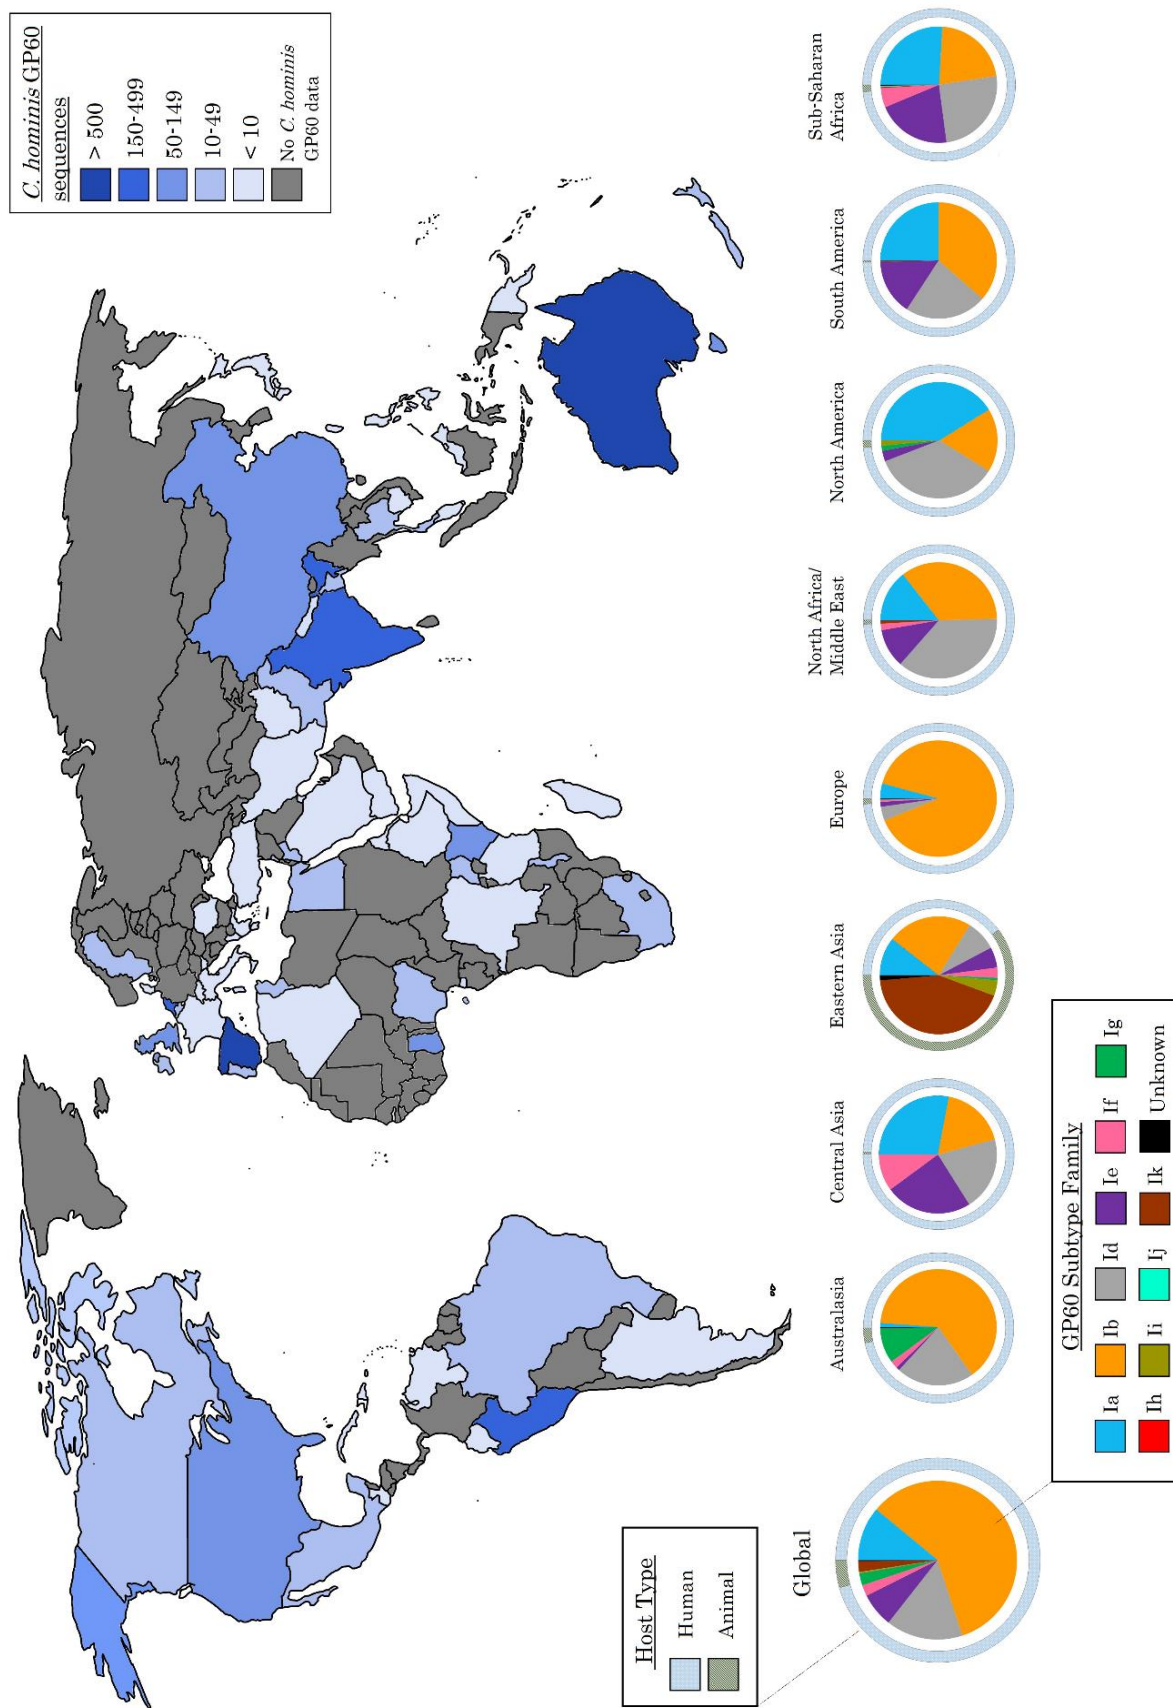 C. hominis GP60
sequences
> 500
150-499
50-149
10-49
< 10
No C. hominis
GP60 data
Host Type
Human
Animal
Global
Australasia
Central Asia
Eastern Asia
Europe
North Africa/
Middle East
North America
South America
Sub-Saharan
Africa
GP60 Subtype Family
Ia
Ib
Id
Ie
If
Ig
Ih
Ii
Ij
Ik
Unknown